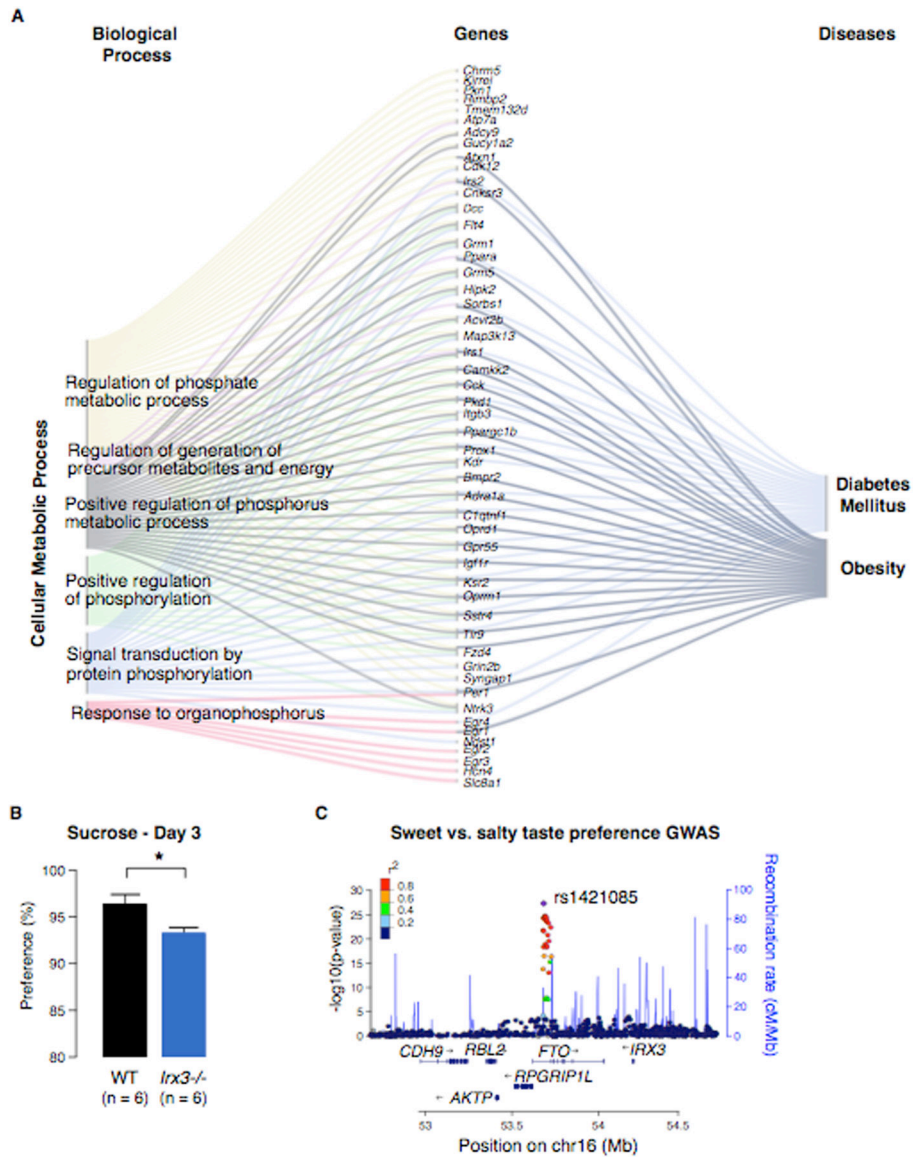 A
Biological
Process
Genes
Diseases
Chrm5
Kirrel
Pkn1
Rimbp2
Tmem132d
Atp7a
Adcy9
Gucy1a2
Atxn1
Cdk12
Irs2
Cnksr3
Dcc
Flt4
Grm1
Ppara
Grm5
Hipk2
Sorbs1
Acvr2b
Map3k13
Irs1
Camkk2
Cck
Pkd1
Itgb3
Ppargc1b
Prox1
Kdr
Bmpr2
Adra1a
C1qtnf1
Oprd1
Gpr55
Igf1r
Ksr2
Oprm1
Sstr4
Tlr9
Fzd4
Grin2b
Syngap1
Per1
Ntrk3
Egr4
Egr1
Ndst1
Egr2
Egr3
Hcn4
Slc8a1
Cellular Metabolic Process
Regulation of phosphate
metabolic process
Regulation of generation of
precursor metabolites and energy
Positive regulation of phosphorus
metabolic process
Positive regulation
of phosphorylation
Signal transduction by
protein phosphorylation
Response to organophosphorus
Diabetes
Mellitus
Obesity
B
Sucrose - Day 3
*
Preference (%)
100
95
90
85
80
WT
(n = 6)
Irx3-/-
(n = 6)
C
Sweet vs. salty taste preference GWAS
r2
0.8
0.6
0.4
0.2
rs1421085
-log10(p-value)
30
25
20
15
10
5
0
Recombination rate (cM/Mb)
100
80
60
40
20
0
CDH9
RBL2
FTO
IRX3
RPGRIP1L
AKTP
53
53.5
54
54.5
Position on chr16 (Mb)